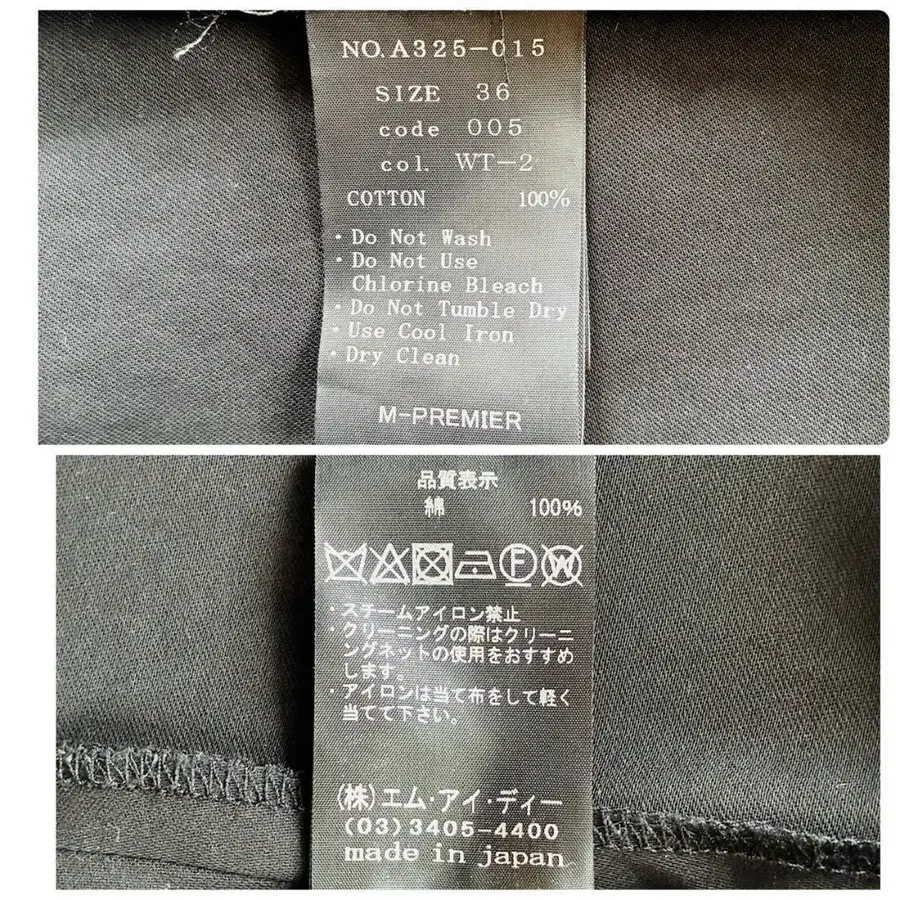 NO.A325-015
SIZE 36
code 005
col. WT-2
COTTON 100%
・Do Not Wash
・Do Not Use
Chlorine Bleach
・Do Not Tumble Dry
・Use Cool Iron
・Dry Clean
M-PREMIER
品質表示
綿 100%
F W
・スチームアイロン禁止
・クリーニングの際はクリーニ
ングネットの使用をおすすめ
します。
・アイロンは当て布をして軽く
当てて下さい。
(株)エム・アイ・ディー
(03)3405-4400
made in japan